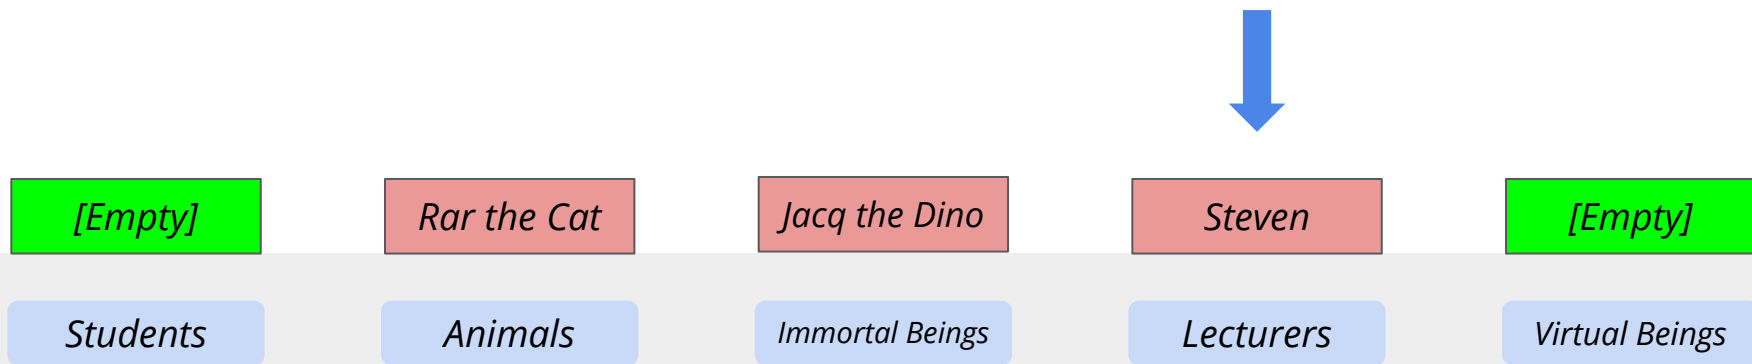 [Empty] Rar the Cat Jacq the Dino Steven [Empty]
Students Animals Immortal Beings Lecturers Virtual Beings